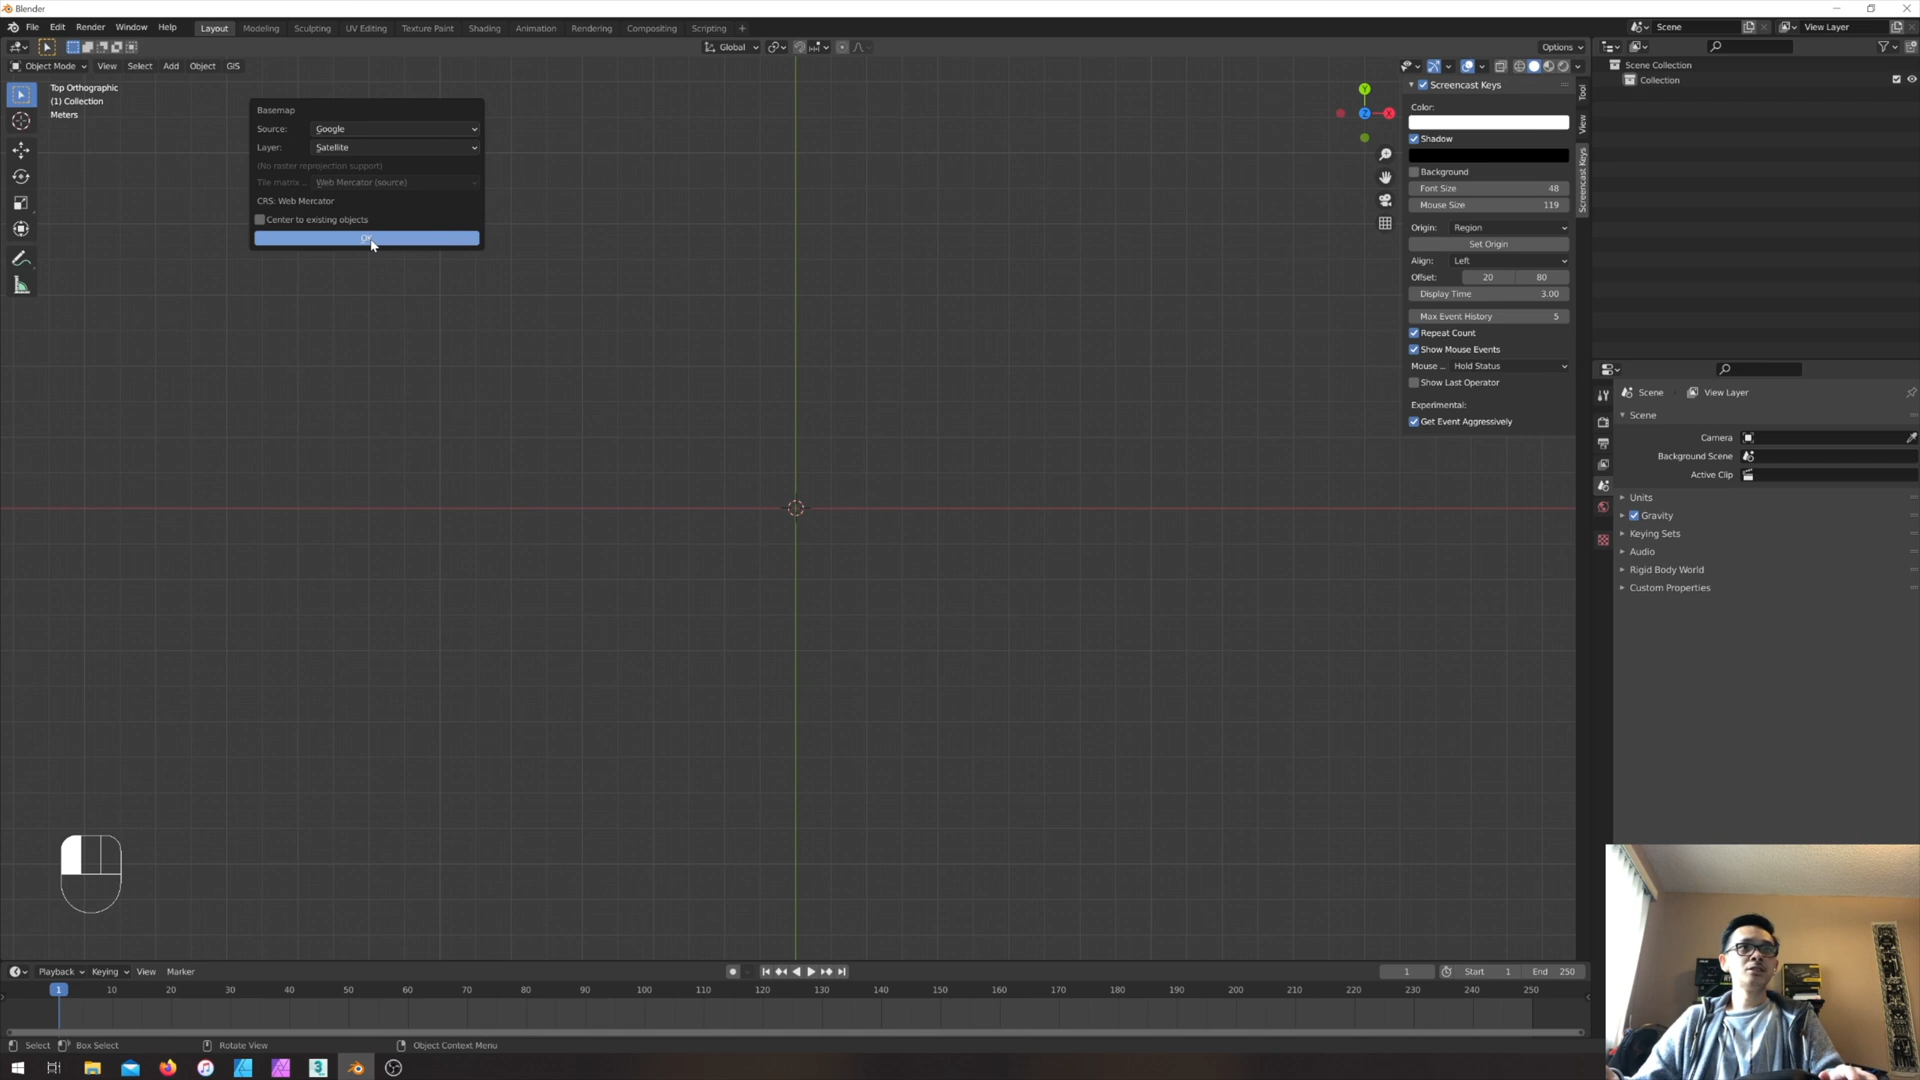 Blender
File Edit Render Window Help Layout Modeling Sculpting UV Editing Texture Paint Shading Animation Rendering Compositing Scripting + Scene View Layer
Global Options
Object Mode View Select Add Object GIS
Top Orthographic
(1) Collection
Meters
Basemap
Source: Google
Layer: Satellite
(No raster reprojection support)
Tile matrix .. Web Mercator (source)
CRS: Web Mercator
Center to existing objects
OK
Y
Z X
Screencast Keys
Color:
Shadow
Background
Font Size 48
Mouse Size 119
Origin: Region
Set Origin
Align: Left
Offset: 20 80
Display Time 3.00
Max Event History 5
Repeat Count
Show Mouse Events
Mouse .. Hold Status
Show Last Operator
Experimental:
Get Event Aggressively
Tool
View
Screencast Keys
Scene Collection
Collection
Scene View Layer
Scene
Camera
Background Scene
Active Clip
Units
Gravity
Keying Sets
Audio
Rigid Body World
Custom Properties
Playback Keying View Marker 1 Start 1 End 250
1 10 20 30 40 50 60 70 80 90 100 110 120 130 140 150 160 170 180 190 200 210 220 230 240 250
Select Box Select Rotate View Object Context Menu
3